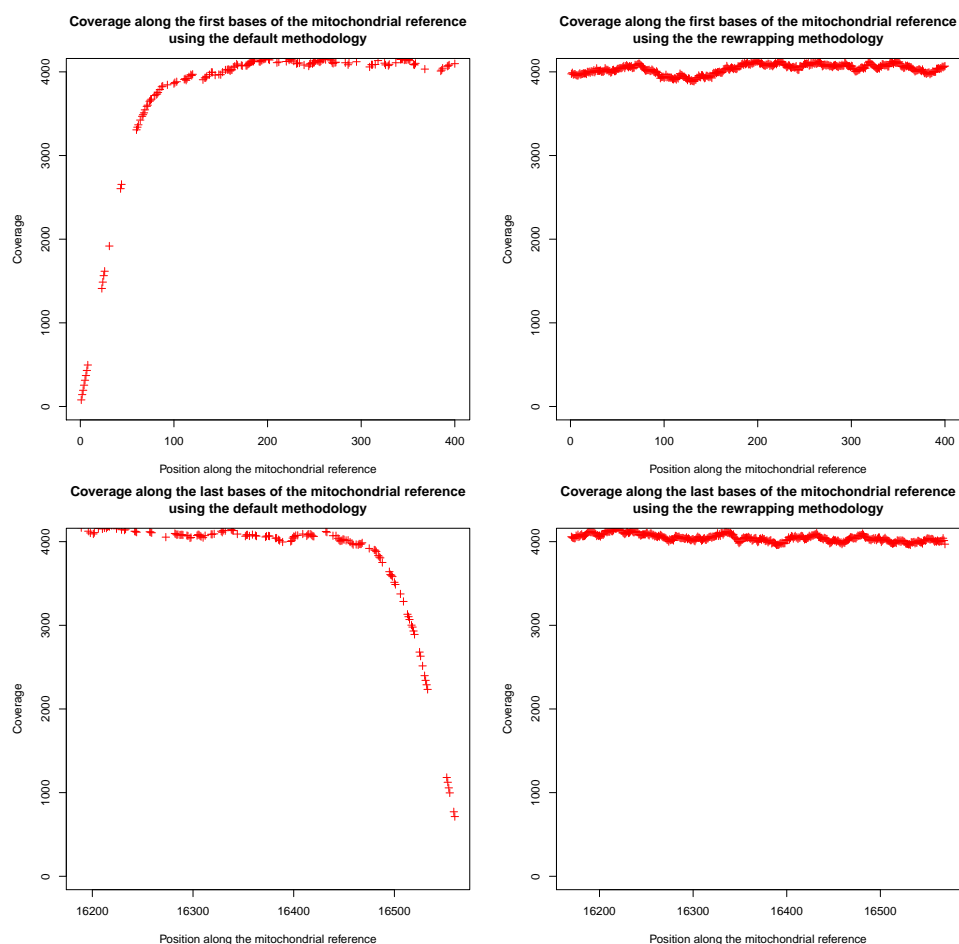 Coverage along the first bases of the mitochondrial reference
using the default methodology
4000
3000
2000
1000
0
Coverage
0 100 200 300 400
Position along the mitochondrial reference
Coverage along the first bases of the mitochondrial reference
using the the rewrapping methodology
4000
3000
2000
1000
0
Coverage
0 100 200 300 400
Position along the mitochondrial reference
Coverage along the last bases of the mitochondrial reference
using the default methodology
4000
3000
2000
1000
0
Coverage
16200 16300 16400 16500
Position along the mitochondrial reference
Coverage along the last bases of the mitochondrial reference
using the the rewrapping methodology
4000
3000
2000
1000
0
Coverage
16200 16300 16400 16500
Position along the mitochondrial reference